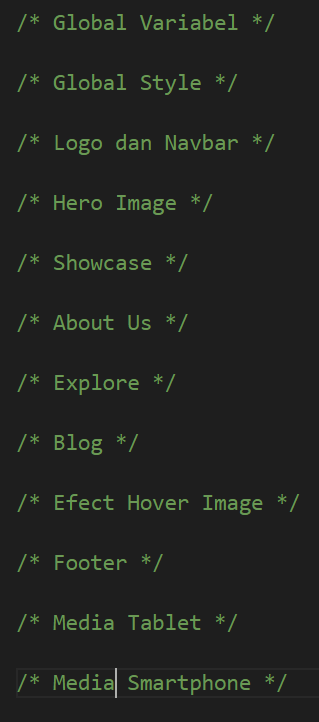 /* Global Variabel */
/* Global Style */
/* Logo dan Navbar */
/* Hero Image */
/* Showcase */
/* About Us */
/* Explore */
/* Blog */
/* Efect Hover Image */
/* Footer */
/* Media Tablet */
/* Media Smartphone */